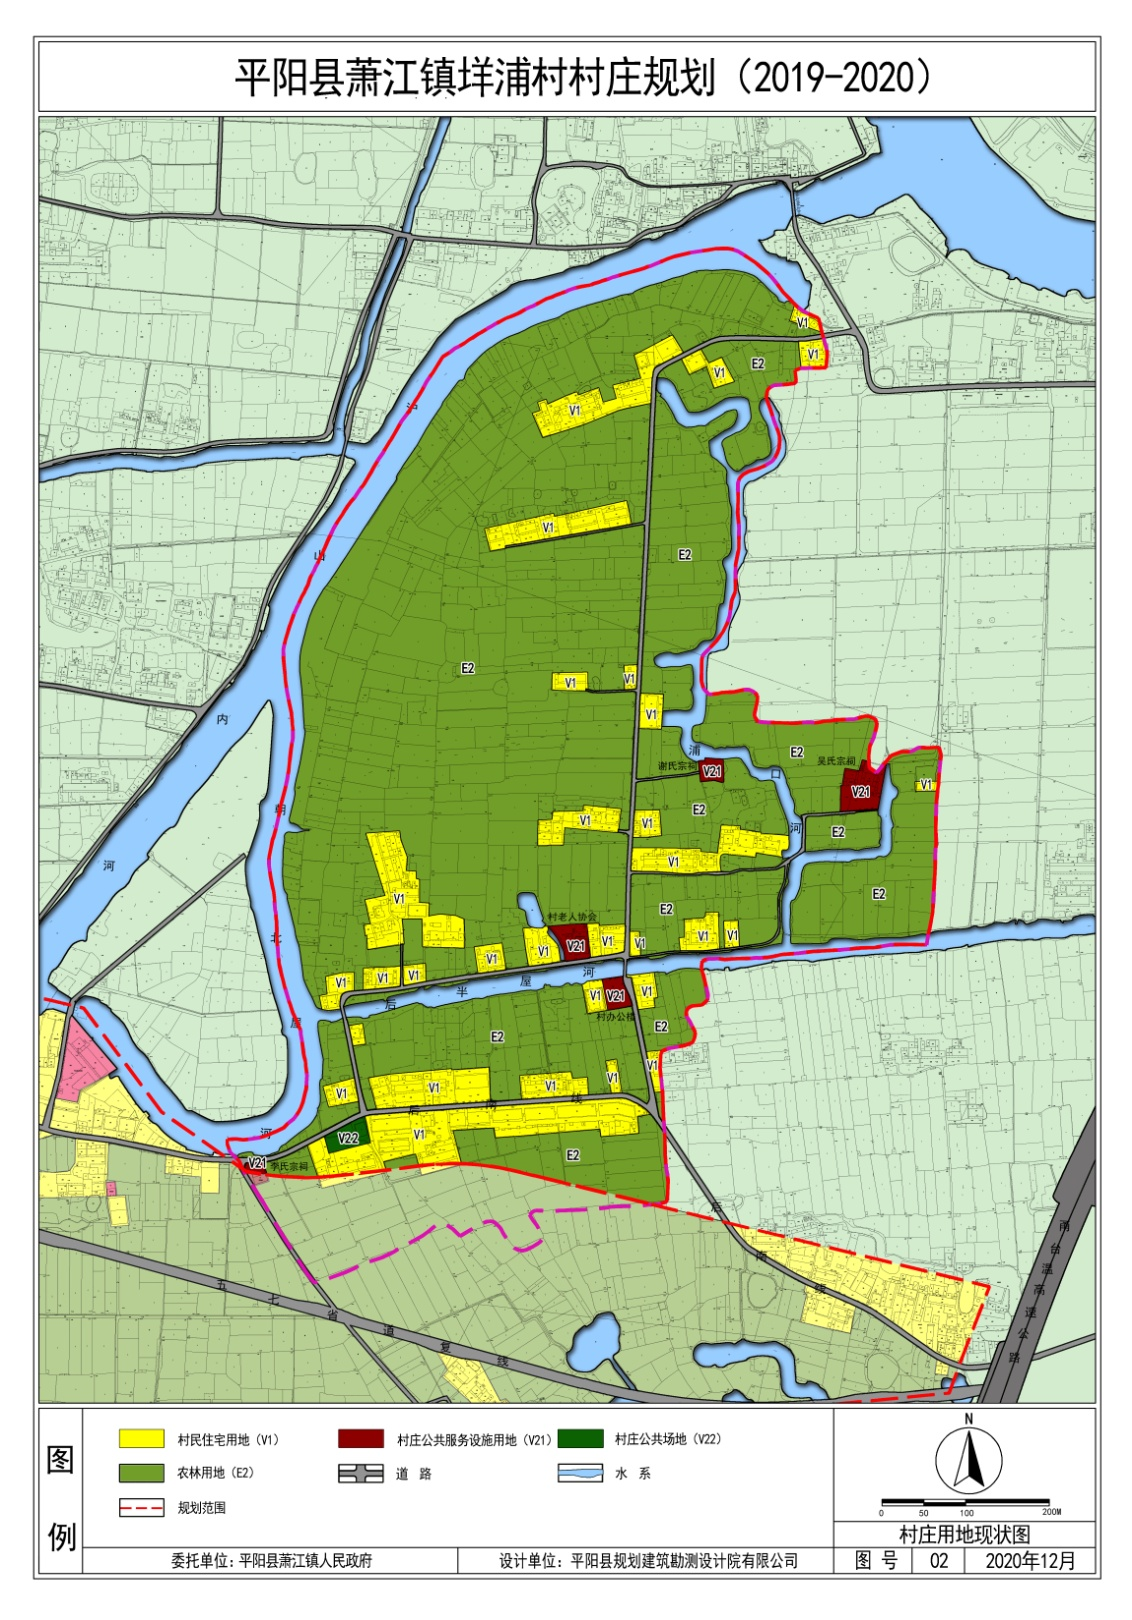 平阳县萧江镇垟浦村村庄规划（2019-2020）
V1
V1
E2
V1
V1
沪
V1
山
E2
E2
V1
V1
V1
内
浦
E2
谢氏宗祠
V21
口
吴氏宗祠
V21
V1
朝
E2
V1
V1
河
E2
V1
河
V1
E2
E2
村老人协会
北
V21
V1
V1
V1
V1
V1
V1
V1
V1
V1
V1
后 半 屋 河
V1
V21
V1
村办公楼
屋
E2
E2
V1
V1
V1
V1
V1
后 南 线
河
V22
V1
E2
V21
李氏宗祠
后
南
线
甬
台
温
高
速
公
路
五 七 省 道 复 线
图 例
村民住宅用地（V1）
村庄公共服务设施用地（V21）
村庄公共场地（V22）
农林用地（E2）
道 路
水 系
规划范围
N
0 50 100 200M
村庄用地现状图
委托单位：平阳县萧江镇人民政府
设计单位：平阳县规划建筑勘测设计院有限公司
图 号
02
2020年12月